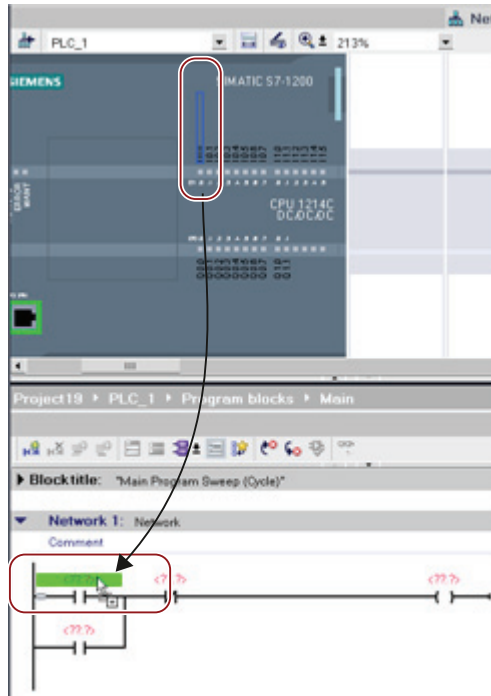 Ne
PLC_1
213%
SIEMENS
SIMATIC S7-1200
CPU 1214C
DC/DC/DC
Project19 ▸ PLC_1 ▸ Program blocks ▸ Main
Block title: "Main Program Sweep (Cycle)"
Network 1: Network
Comment
<??.?>
<??.?>
<??.?>
<??.?>